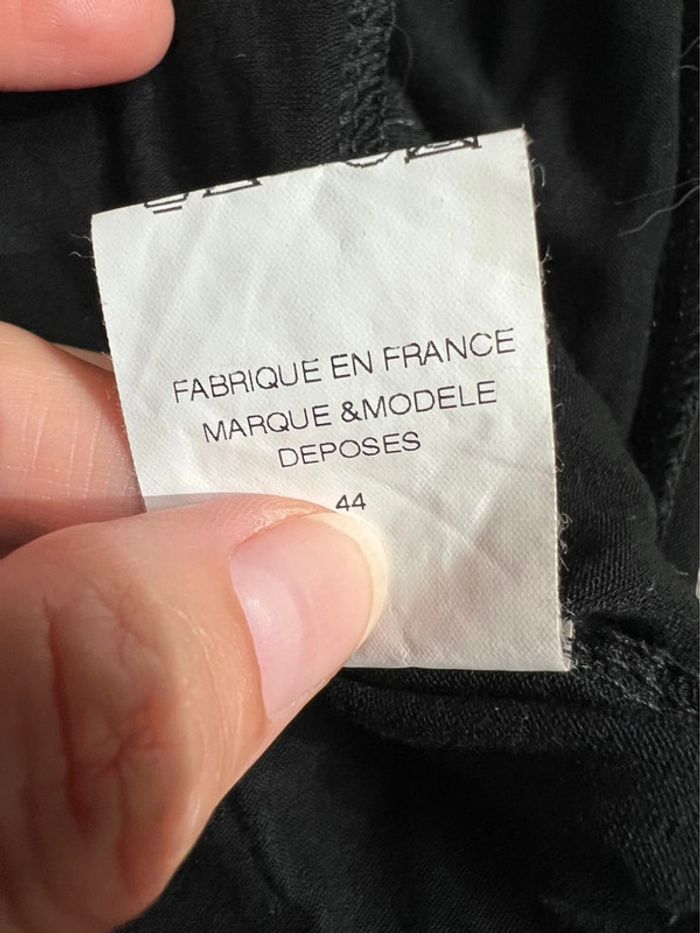 FABRIQUE EN FRANCE
MARQUE &MODELE
DEPOSES
44